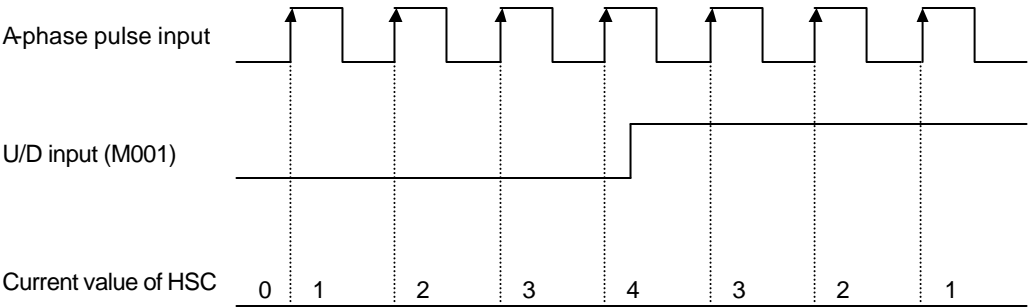 A-phase pulse input
U/D input (M001)
Current value of HSC 0 1 2 3 4 3 2 1